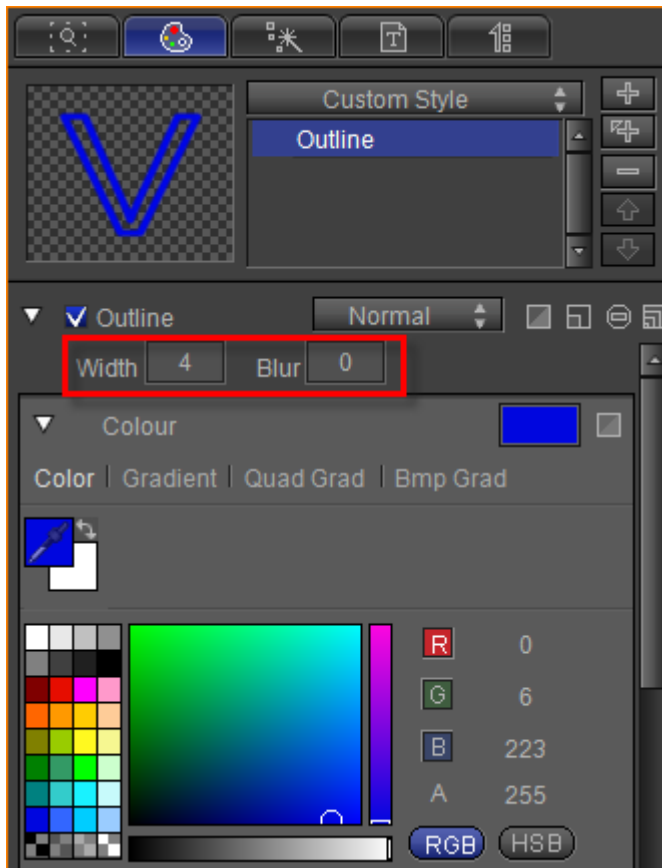 T
V
Custom Style
Outline
Outline
Normal
Width 4 Blur 0
Colour
Color | Gradient | Quad Grad | Bmp Grad
R 0
G 6
B 223
A 255
RGB HSB